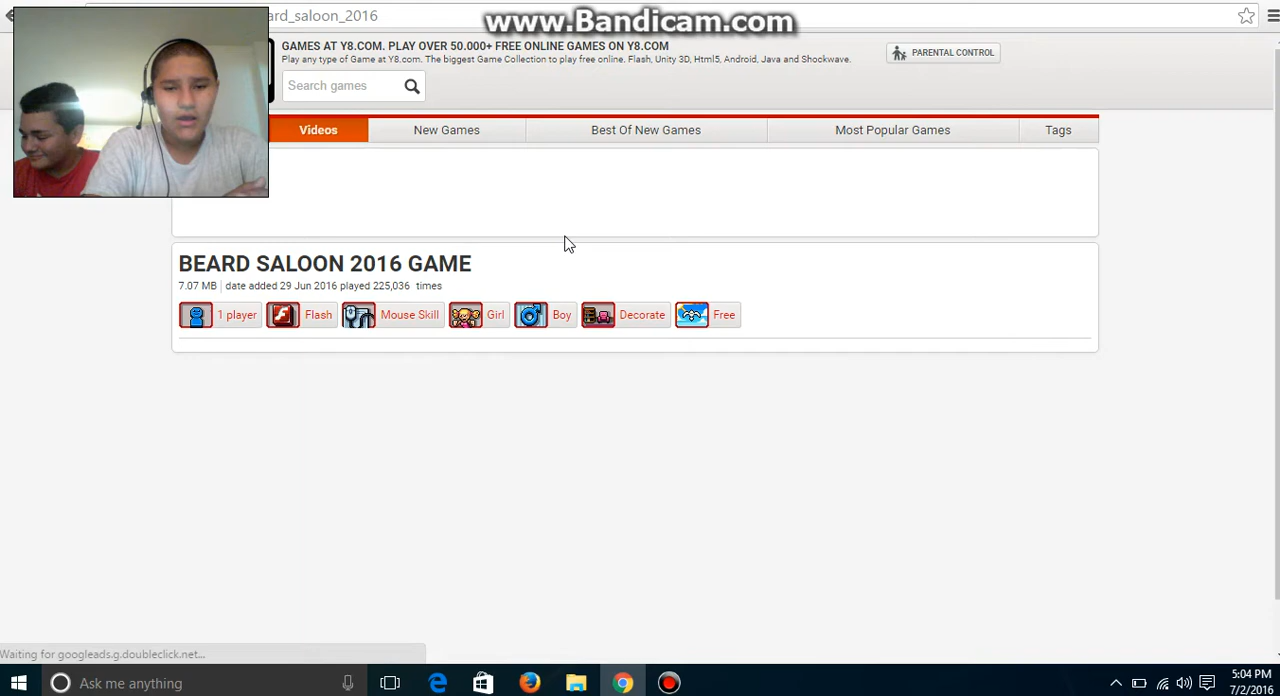 ard_saloon_2016
www.Bandicam.com
GAMES AT Y8.COM. PLAY OVER 50.000+ FREE ONLINE GAMES ON Y8.COM
Play any type of Game at Y8.com. The biggest Game Collection to play free online. Flash, Unity 3D, Html5, Android, Java and Shockwave.
PARENTAL CONTROL
Search games
Videos New Games Best Of New Games Most Popular Games Tags
BEARD SALOON 2016 GAME
7.07 MB date added 29 Jun 2016 played 225,036 times
1 player Flash Mouse Skill Girl Boy Decorate Free
Waiting for googleads.g.doubleclick.net...
Ask me anything
5:04 PM
7/2/2016